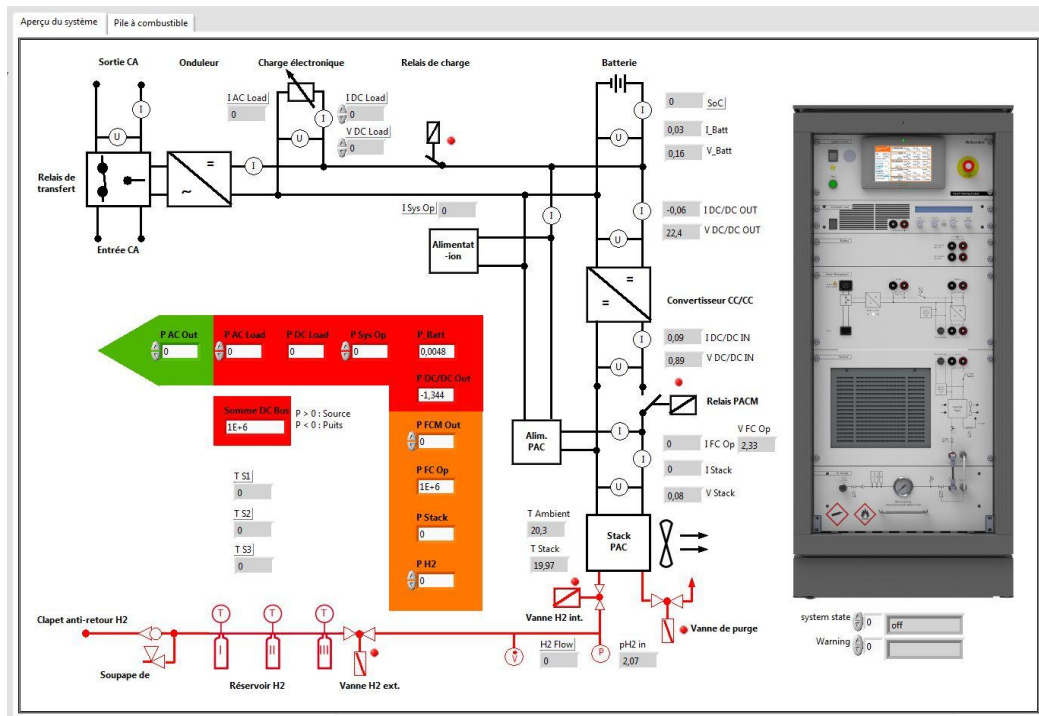 Aperçu du système
Pile à combustible
Sortie CA
Onduleur
Charge électronique
Relais de charge
Batterie
I AC Load
0
I DC Load
0
V DC Load
0
0
SoC
0,03
I_Batt
0,16
V_Batt
I
I
I
U
U
U
I
=
~
Relais de
transfert
Entrée CA
I Sys Op
0
Alimentat
-ion
I
I
U
-0,06
I DC/DC OUT
22,4
V DC/DC OUT
=
=
Convertisseur CC/CC
I
U
0,09
I DC/DC IN
0,89
V DC/DC IN
P AC Out
0
P AC Load
0
P DC Load
0
P Sys Op
0
P_Batt
0,0048
P DC/DC Out
-1,344
Somme DC Bus
1E+6
P > 0 : Source
P < 0 : Puits
P FCM Out
0
P FC Op
1E+6
P Stack
0
P H2
0
Relais PACM
Alim.
PAC
I
I
U
V FC Op
0
I FC Op
2,33
0
I Stack
0,08
V Stack
T S1
0
T S2
0
T S3
0
T Ambient
20,3
T Stack
19,97
Stack
PAC
Vanne H2 int.
Vanne de purge
Clapet anti-retour H2
T
T
T
I
II
III
Soupape de
Réservoir H2
Vanne H2 ext.
V
H2 Flow
0
P
pH2 in
2,07
system state
0
off
Warning
0